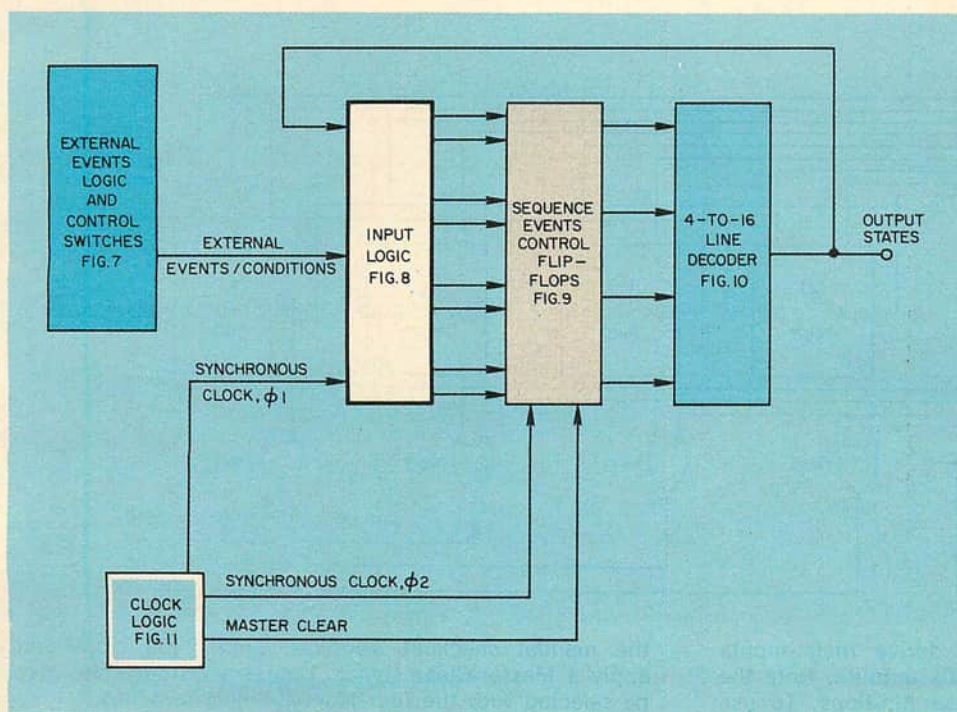 EXTERNAL
EVENTS
LOGIC
AND
CONTROL
SWITCHES
FIG.7
EXTERNAL
EVENTS/CONDITIONS
INPUT
LOGIC
FIG.8
SEQUENCE
EVENTS
CONTROL
FLIP-
FLOPS
FIG.9
4-TO-16
LINE
DECODER
FIG.10
OUTPUT
STATES
SYNCHRONOUS
CLOCK, ϕ1
CLOCK
LOGIC
FIG.11
SYNCHRONOUS CLOCK, ϕ2
MASTER CLEAR